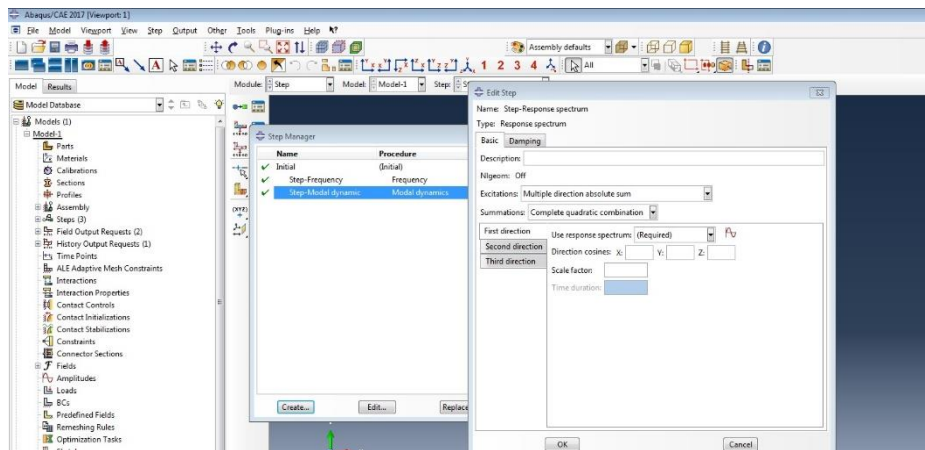 Abaqus/CAE 2017 [Viewport: 1]
File Model Viewport View Step Output Other Tools Plug-ins Help
Assembly defaults
1 2 3 4 All
Model Results
Module: Step Model: Model-1 Step:
Model Database
Models (1)
Model-1
Parts
Materials
Calibrations
Sections
Profiles
Assembly
Steps (3)
Field Output Requests (2)
History Output Requests (1)
Time Points
ALE Adaptive Mesh Constraints
Interactions
Interaction Properties
Contact Controls
Contact Initializations
Contact Stabilizations
Constraints
Connector Sections
Fields
Amplitudes
Loads
BCs
Predefined Fields
Remeshing Rules
Optimization Tasks
Step Manager
Name Procedure
Initial (Initial)
Step-Frequency Frequency
Step-Modal dynamic Modal dynamics
Create... Edit... Replace
Edit Step
Name: Step-Response spectrum
Type: Response spectrum
Basic Damping
Description:
Nlgeom: Off
Excitations: Multiple direction absolute sum
Summations: Complete quadratic combination
First direction
Second direction
Third direction
Use response spectrum: (Required)
Direction cosines: X: Y: Z:
Scale factor:
Time duration:
OK Cancel